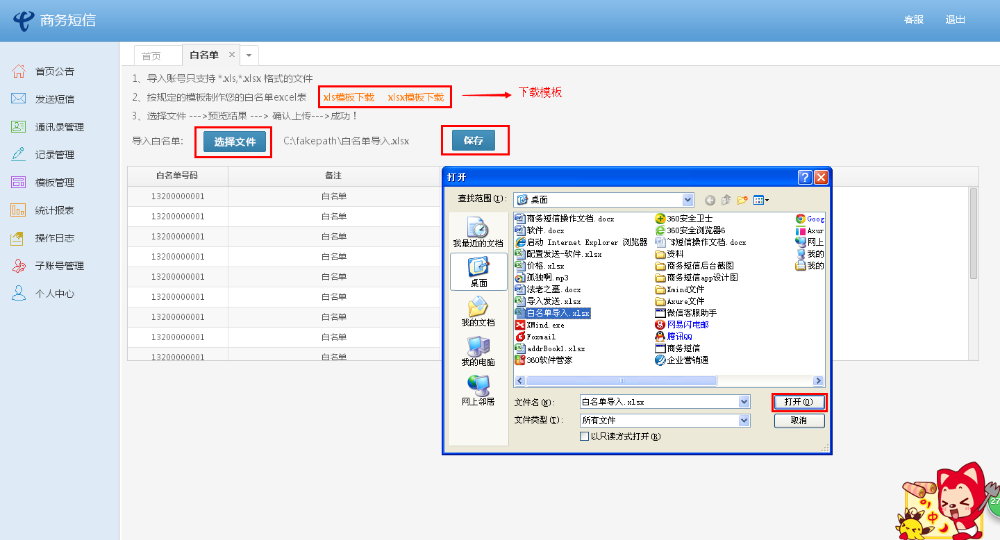 商务短信
客服 退出
首页公告
发送短信
通讯录管理
记录管理
模板管理
统计报表
操作日志
子账号管理
个人中心
首页 白名单 ×
1、导入账号只支持 *.xls,*.xlsx 格式的文件
2、按规定的模板制作您的白名单excel表 xls模板下载 xlsx模板下载 下载模板
3、选择文件 --->预览结果 ---> 确认上传--->成功！
导入白名单: 选择文件 C:\fakepath\白名单导入.xlsx 保存
白名单号码 备注
13200000001 白名单
13200000001 白名单
13200000001 白名单
13200000001 白名单
13200000001 白名单
13200000001 白名单
13200000001 白名单
13200000001 白名单
13200000001 白名单
打开 ?
查找范围(I): 桌面
我最近的文档
桌面
我的文档
我的电脑
网上邻居
商务短信操作文档.docx
软件.docx
启动 Internet Explorer 浏览器
配置发送-软件.xlsx
价格.xlsx
孤独啊.mp3
法老之墓.docx
导入发送.xlsx
白名单导入.xlsx
XMind.exe
Foxmail
addrBook1.xlsx
360软件管家
360安全卫士
360安全浏览器6
~$短信操作文档.docx
资料
商务短信后台截图
商务短信app设计图
Xmind文件
Axure文件
微信客服助手
网易闪电邮
腾讯QQ
商务短信
企业营销通
Goog
Axur
网上
我的
我的
文件名(N): 白名单导入.xlsx 打开(O)
文件类型(T): 所有文件 取消
以只读方式打开(R)
中
27